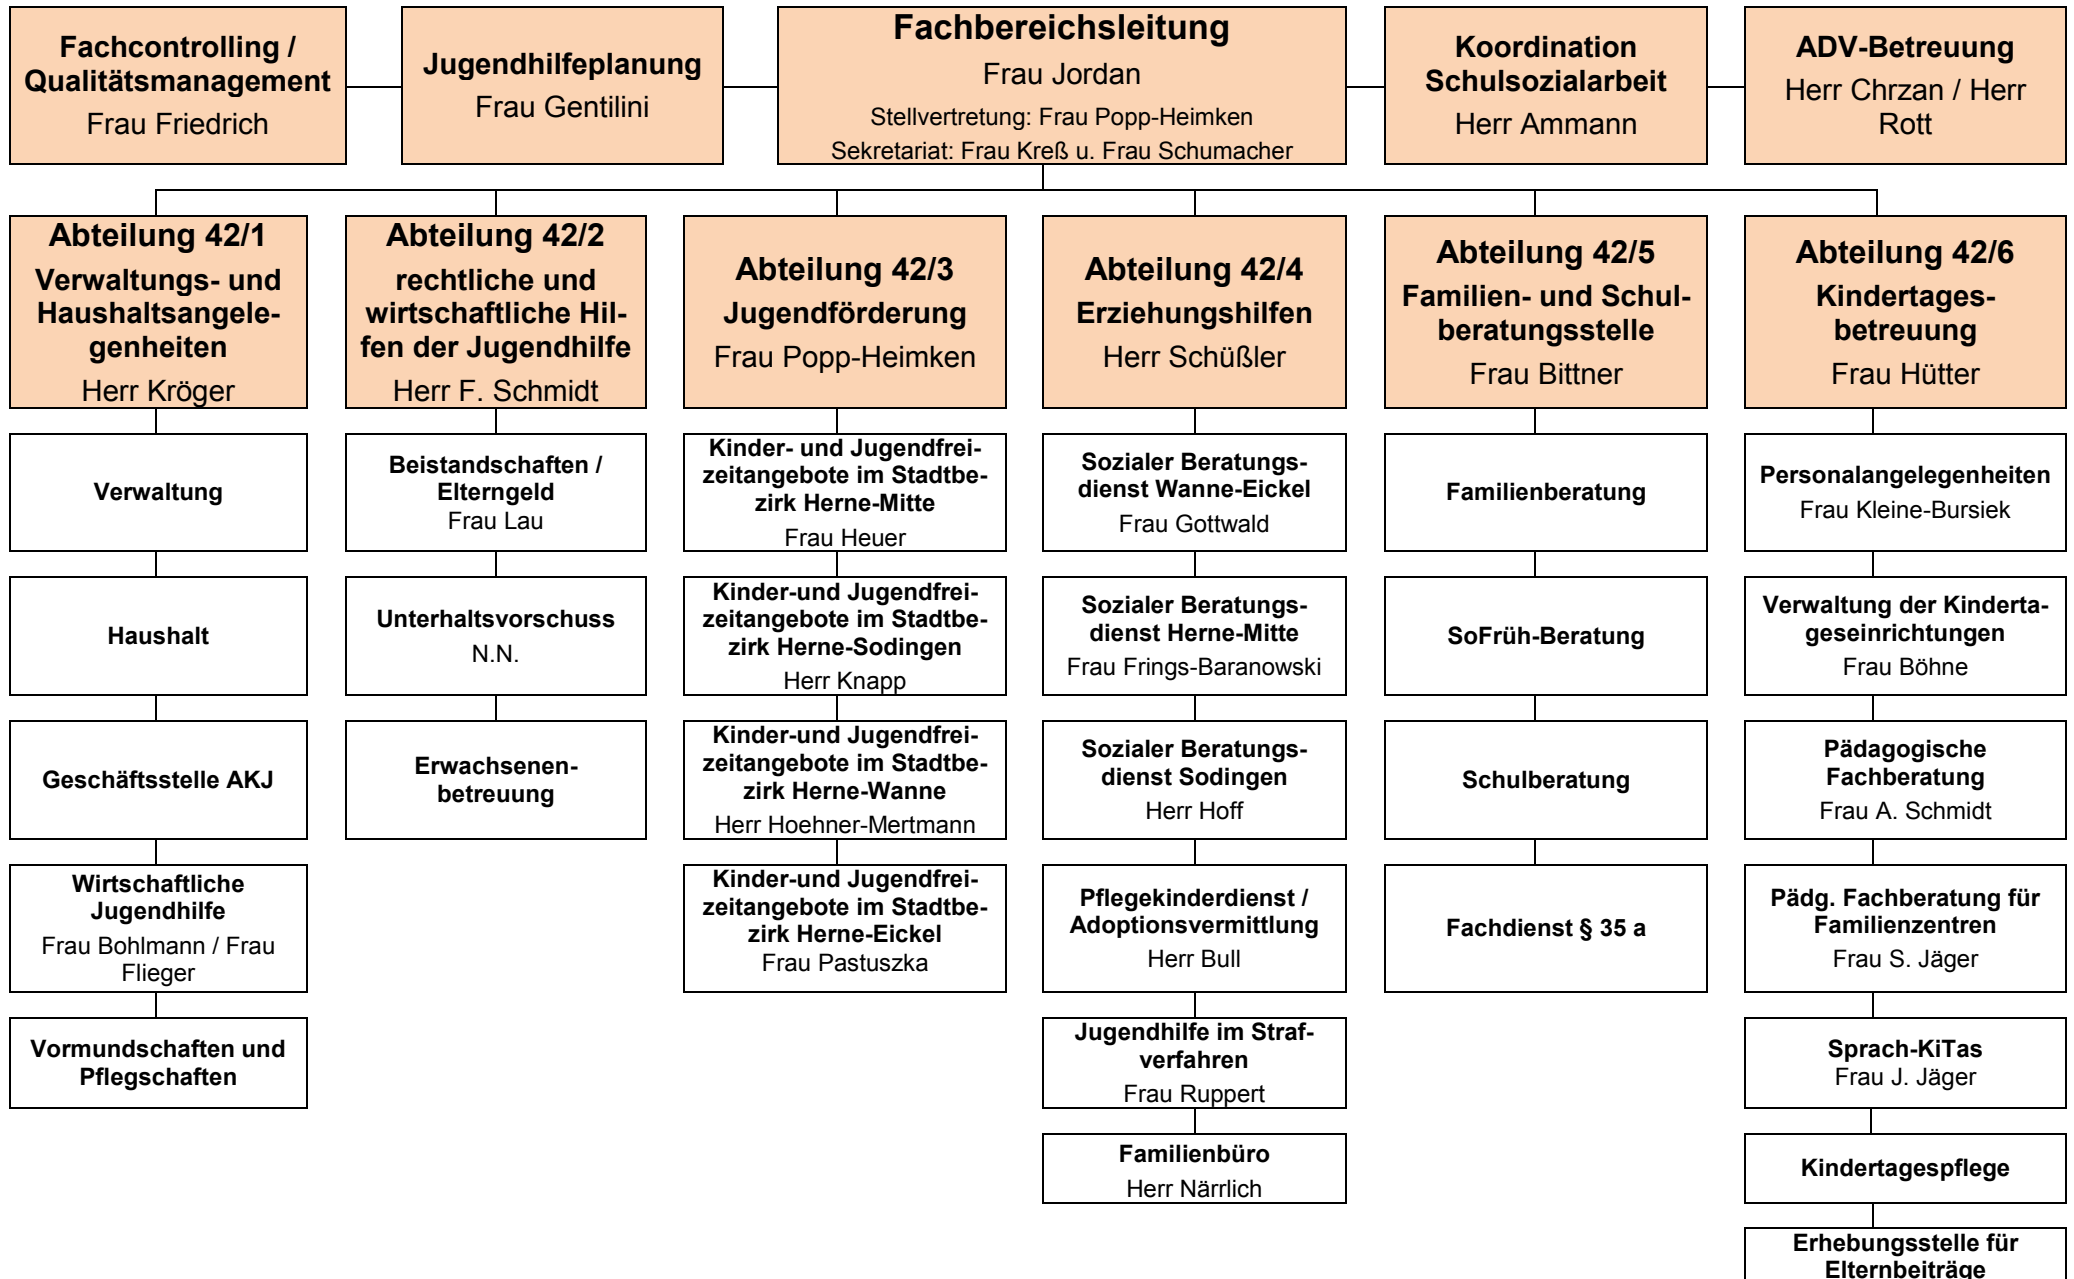 Fachcontrolling /
Qualitätsmanagement
Frau Friedrich
Jugendhilfeplanung
Frau Gentilini
Fachbereichsleitung
Frau Jordan
Stellvertretung: Frau Popp-Heimken
Sekretariat: Frau Kreß u. Frau Schumacher
Koordination
Schulsozialarbeit
Herr Ammann
ADV-Betreuung
Herr Chrzan / Herr
Rott
Abteilung 42/1
Verwaltungs- und
Haushaltsangele-
genheiten
Herr Kröger
Verwaltung
Haushalt
Geschäftsstelle AKJ
Wirtschaftliche
Jugendhilfe
Frau Bohlmann / Frau
Flieger
Vormundschaften und
Pflegschaften
Abteilung 42/2
rechtliche und
wirtschaftliche Hil-
fen der Jugendhilfe
Herr F. Schmidt
Beistandschaften /
Elterngeld
Frau Lau
Unterhaltsvorschuss
N.N.
Erwachsenen-
betreuung
Abteilung 42/3
Jugendförderung
Frau Popp-Heimken
Kinder- und Jugendfrei-
zeitangebote im Stadtbe-
zirk Herne-Mitte
Frau Heuer
Kinder-und Jugendfrei-
zeitangebote im Stadtbe-
zirk Herne-Sodingen
Herr Knapp
Kinder-und Jugendfrei-
zeitangebote im Stadtbe-
zirk Herne-Wanne
Herr Hoehner-Mertmann
Kinder-und Jugendfrei-
zeitangebote im Stadtbe-
zirk Herne-Eickel
Frau Pastuszka
Abteilung 42/4
Erziehungshilfen
Herr Schüßler
Sozialer Beratungs-
dienst Wanne-Eickel
Frau Gottwald
Sozialer Beratungs-
dienst Herne-Mitte
Frau Frings-Baranowski
Sozialer Beratungs-
dienst Sodingen
Herr Hoff
Pflegekinderdienst /
Adoptionsvermittlung
Herr Bull
Jugendhilfe im Straf-
verfahren
Frau Ruppert
Familienbüro
Herr Närrlich
Abteilung 42/5
Familien- und Schul-
beratungsstelle
Frau Bittner
Familienberatung
SoFrüh-Beratung
Schulberatung
Fachdienst § 35 a
Abteilung 42/6
Kindertages-
betreuung
Frau Hütter
Personalangelegenheiten
Frau Kleine-Bursiek
Verwaltung der Kinderta-
geseinrichtungen
Frau Böhne
Pädagogische
Fachberatung
Frau A. Schmidt
Pädg. Fachberatung für
Familienzentren
Frau S. Jäger
Sprach-KiTas
Frau J. Jäger
Kindertagespflege
Erhebungsstelle für
Elternbeiträge